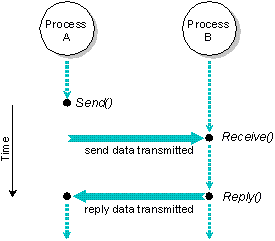 Process
A
Process
B
Send()
Time
Receive()
send data transmitted
Reply()
reply data transmitted